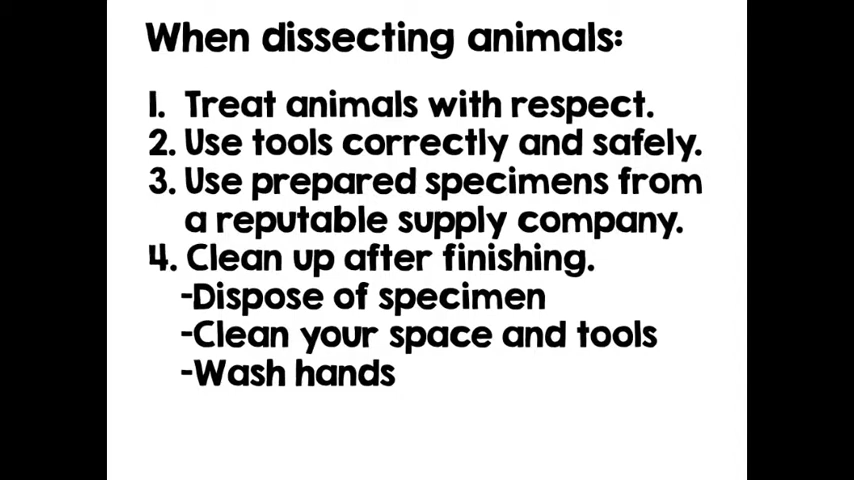 When dissecting animals:
1. Treat animals with respect.
2. Use tools correctly and safely.
3. Use prepared specimens from
a reputable supply company.
4. Clean up after finishing.
-Dispose of specimen
-Clean your space and tools
-Wash hands